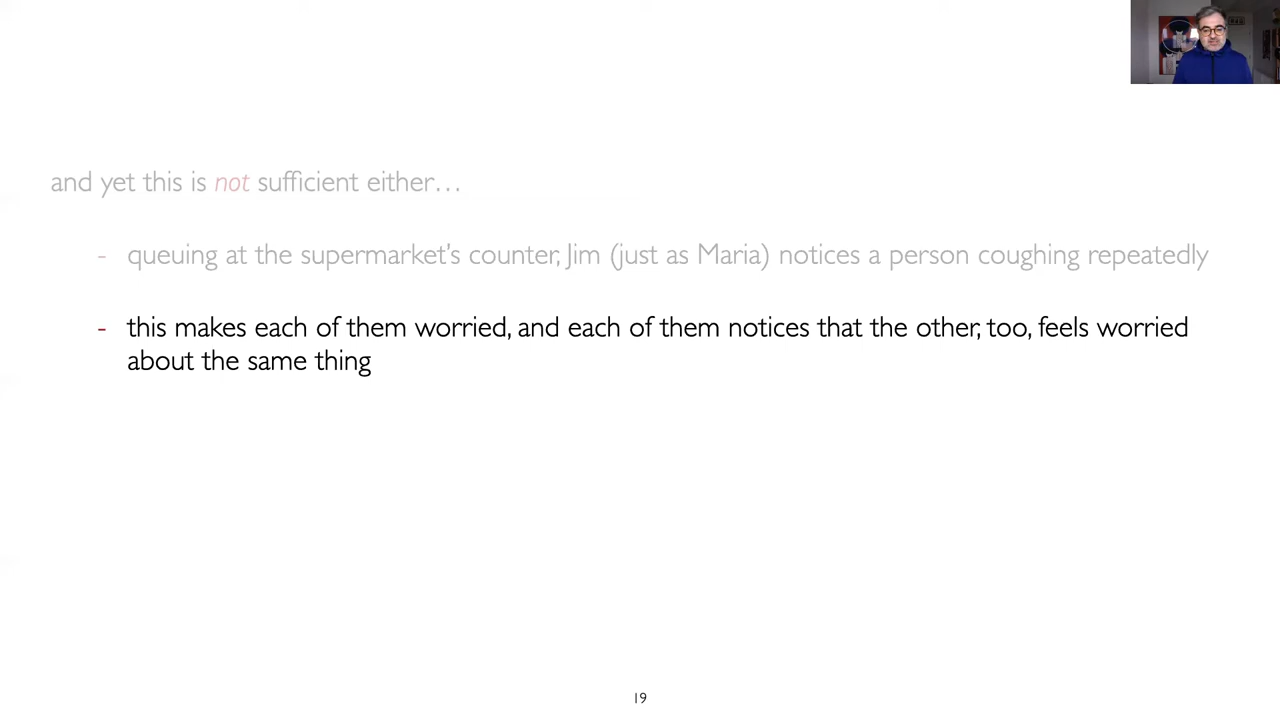 and yet this is not sufficient either…
- queuing at the supermarket’s counter, Jim (just as Maria) notices a person coughing repeatedly
- this makes each of them worried, and each of them notices that the other, too, feels worried
about the same thing
19